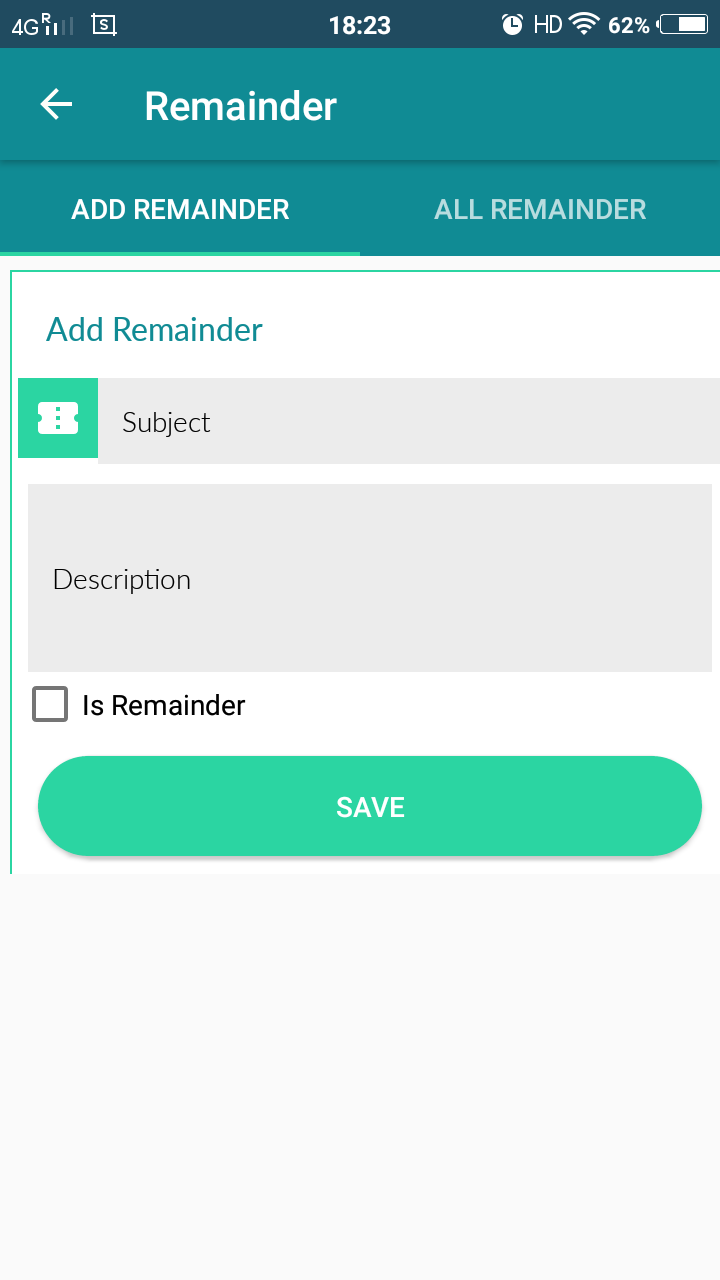 4G R S 18:23 HD 62%
Remainder
ADD REMAINDER ALL REMAINDER
Add Remainder
Subject
Description
Is Remainder
SAVE